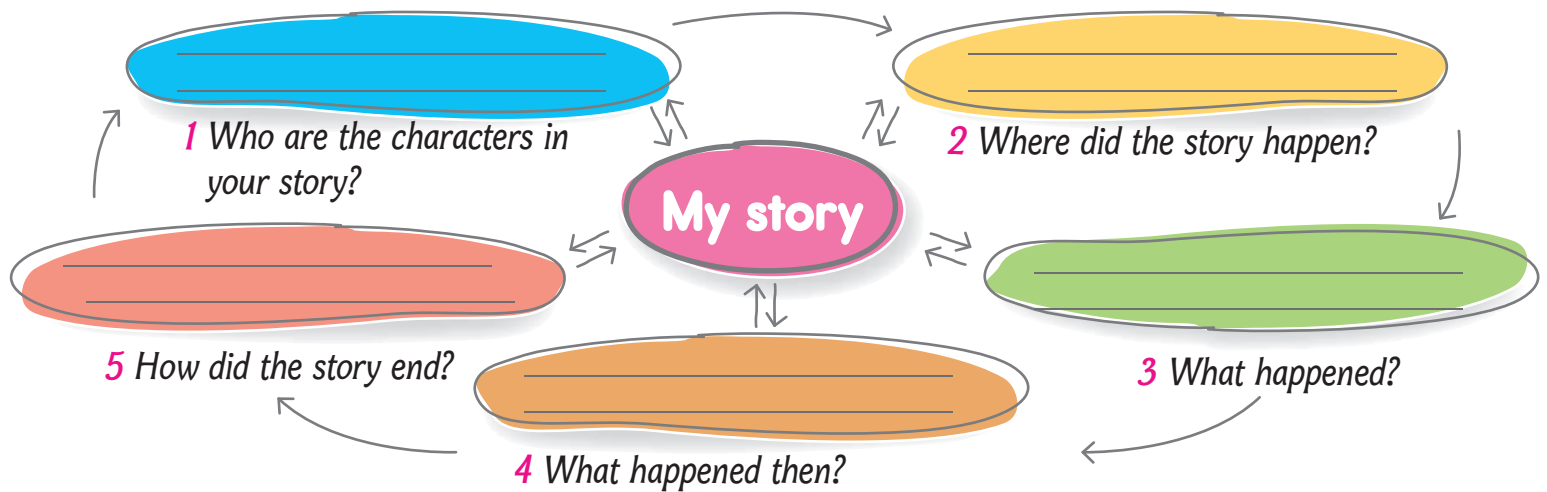 1 Who are the characters in
your story?
2 Where did the story happen?
My story
3 What happened?
4 What happened then?
5 How did the story end?